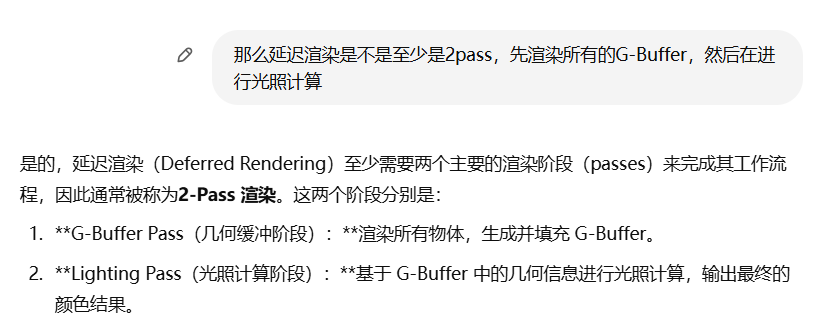 那么延迟渲染是不是至少是2pass，先渲染所有的G-Buffer，然后在进
行光照计算
是的，延迟渲染（Deferred Rendering）至少需要两个主要的渲染阶段（passes）来完成其工作流
程，因此通常被称为2-Pass 渲染。这两个阶段分别是：
1. **G-Buffer Pass（几何缓冲阶段）：**渲染所有物体，生成并填充 G-Buffer。
2. **Lighting Pass（光照计算阶段）：**基于 G-Buffer 中的几何信息进行光照计算，输出最终的
颜色结果。